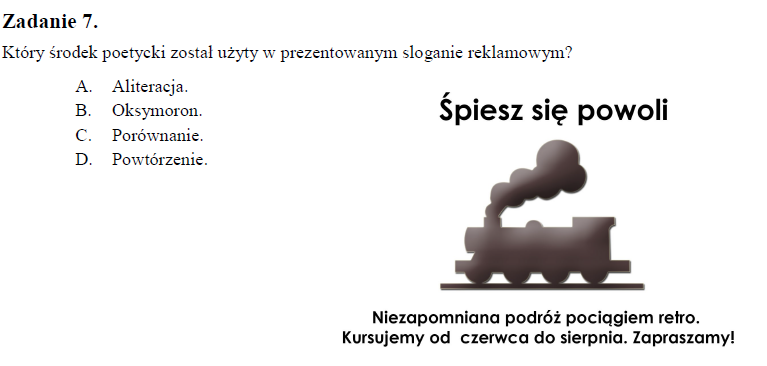 Zadanie 7.
Który środek poetycki został użyty w prezentowanym sloganie reklamowym?
A. Aliteracja.
B. Oksymoron.
C. Porównanie.
D. Powtórzenie.
Śpiesz się powoli
Niezapomniana podróż pociągiem retro.
Kursujemy od czerwca do sierpnia. Zapraszamy!